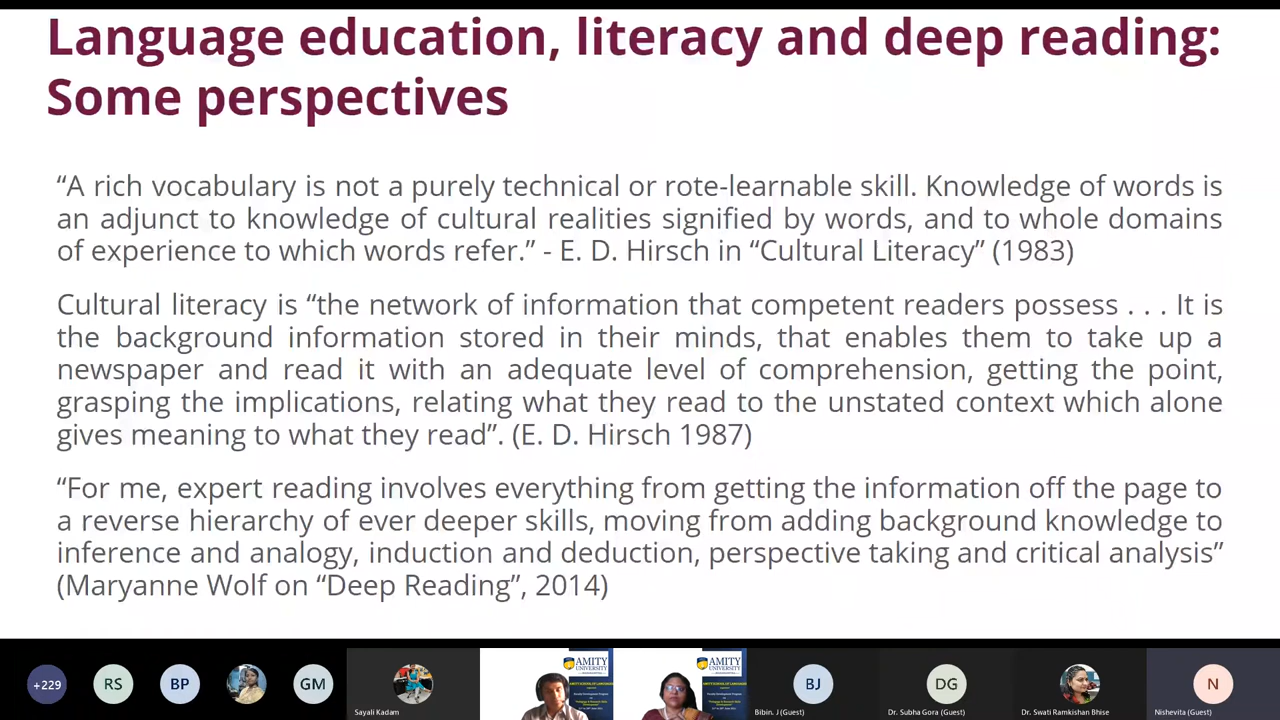 Language education, literacy and deep reading:
Some perspectives
“A rich vocabulary is not a purely technical or rote-learnable skill. Knowledge of words is
an adjunct to knowledge of cultural realities signified by words, and to whole domains
of experience to which words refer.” - E. D. Hirsch in “Cultural Literacy” (1983)
Cultural literacy is “the network of information that competent readers possess . . . It is
the background information stored in their minds, that enables them to take up a
newspaper and read it with an adequate level of comprehension, getting the point,
grasping the implications, relating what they read to the unstated context which alone
gives meaning to what they read”. (E. D. Hirsch 1987)
“For me, expert reading involves everything from getting the information off the page to
a reverse hierarchy of ever deeper skills, moving from adding background knowledge to
inference and analogy, induction and deduction, perspective taking and critical analysis”
(Maryanne Wolf on “Deep Reading”, 2014)
+229
RS
BP
GM
Sayali Kadam
AMITY
UNIVERSITY
AMITY
UNIVERSITY
BJ
Bibin. J (Guest)
DG
Dr. Subha Gora (Guest)
Dr. Swati Ramkishan Bhise
N
Nishevita (Guest)